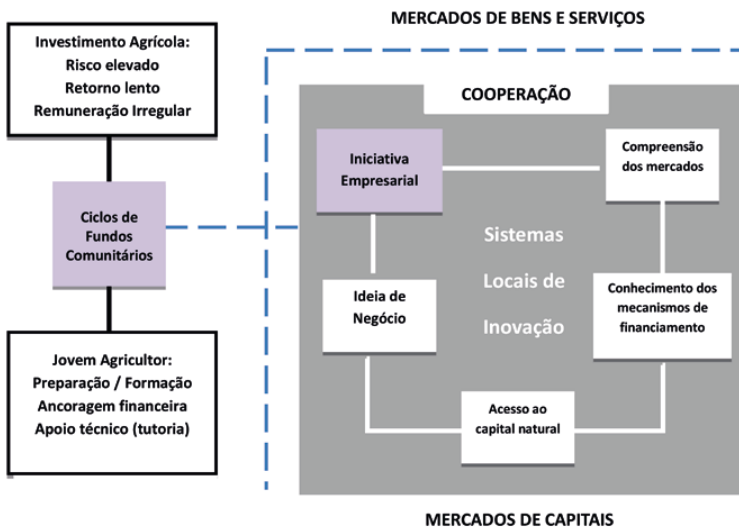 MERCADOS DE BENS E SERVIÇOS
Investimento Agrícola:
Risco elevado
Retorno lento
Remuneração Irregular
Ciclos de
Fundos
Comunitários
Jovem Agricultor:
Preparação / Formação
Ancoragem financeira
Apoio técnico (tutoria)
COOPERAÇÃO
Iniciativa
Empresarial
Compreensão
dos mercados
Sistemas
Locais de
Inovação
Ideia de
Negócio
Conhecimento dos
mecanismos de
financiamento
Acesso ao
capital natural
MERCADOS DE CAPITAIS